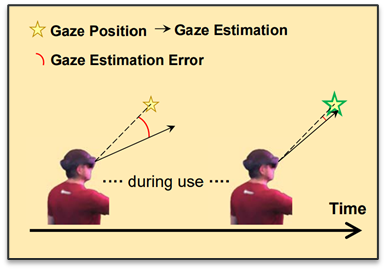 Gaze Position → Gaze Estimation
Gaze Estimation Error
···· during use ····
Time